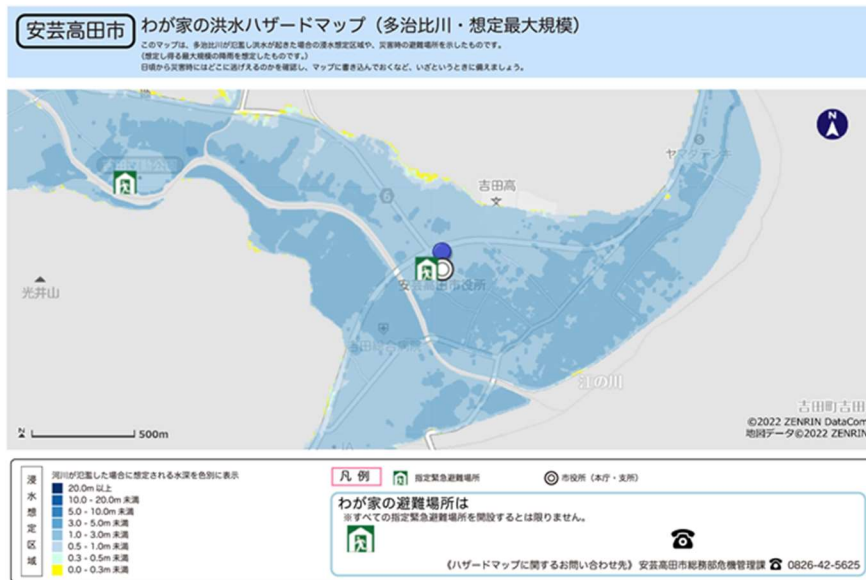 安芸高田市
わが家の洪水ハザードマップ（多治比川・想定最大規模）
このマップは、多治比川が氾濫し洪水が起きた場合の浸水想定区域や、災害時の避難場所を示したものです。
(想定し得る最大規模の降雨を想定したものです。)
日頃から災害時にはどこに逃げえるのかを確認し、マップに書き込んでおくなど、いざというときに備えましょう。
N
吉田高
文
6
光井山
安芸高田市役所
吉田総合病院
江の川
吉田町吉田
N
500m
©2022 ZENRIN DataCom
地図データ©2022 ZENRIN
浸水想定区域
河川が氾濫した場合に想定される水深を色別に表示
20.0m 以上
10.0 - 20.0m 未満
5.0 - 10.0m 未満
3.0 - 5.0m 未満
1.0 - 3.0m 未満
0.5 - 1.0m 未満
0.3 - 0.5m 未満
0.0 - 0.3m 未満
凡 例
指定緊急避難場所
市役所（本庁・支所）
わが家の避難場所は
※すべての指定緊急避難場所を開設するとは限りません。
《ハザードマップに関するお問い合わせ先》 安芸高田市総務部危機管理課 ☎ 0826-42-5625